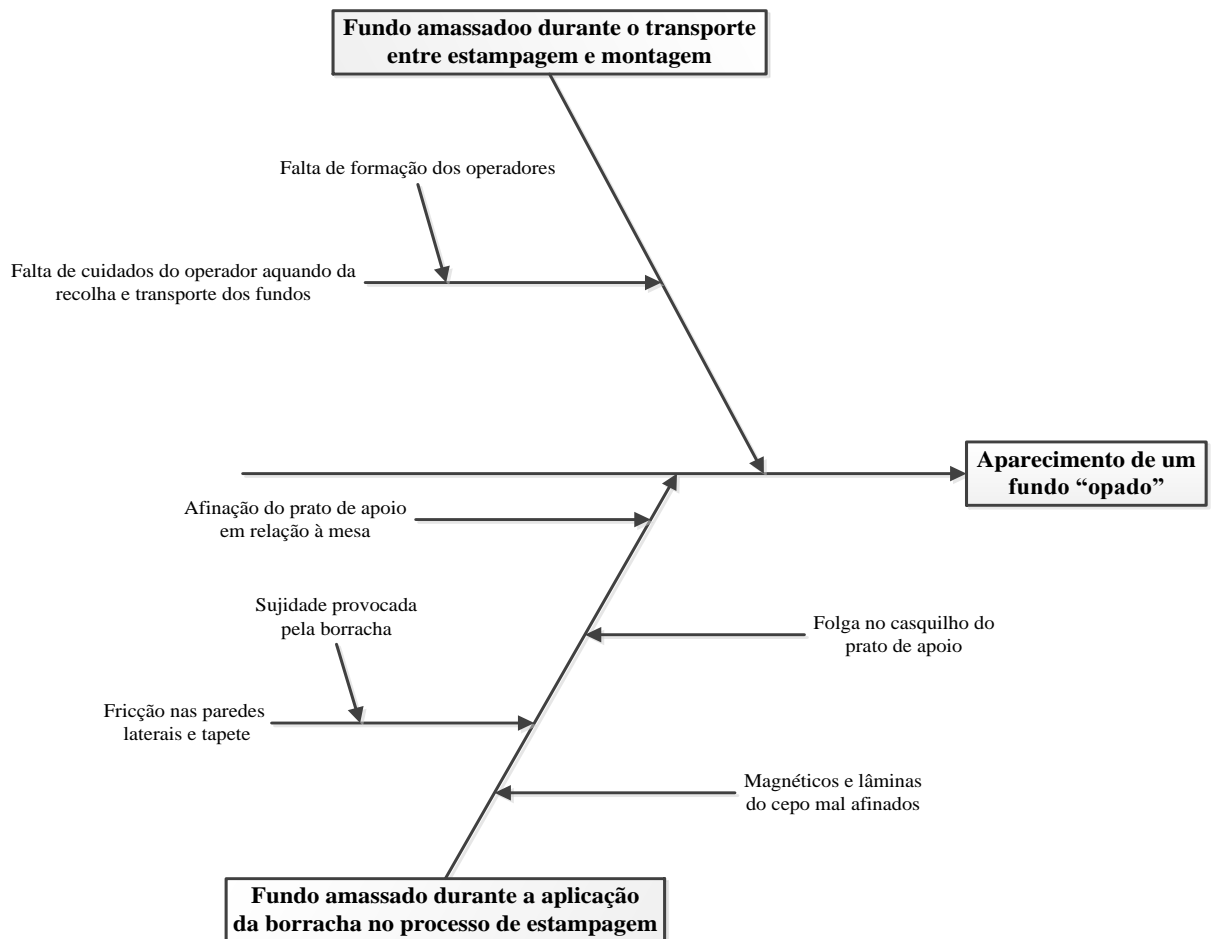 Fundo amassadoo durante o transporte
entre estampagem e montagem
Falta de formação dos operadores
Falta de cuidados do operador aquando da
recolha e transporte dos fundos
Aparecimento de um
fundo “opado”
Afinação do prato de apoio
em relação à mesa
Sujidade provocada
pela borracha
Folga no casquilho do
prato de apoio
Fricção nas paredes
laterais e tapete
Magnéticos e lâminas
do cepo mal afinados
Fundo amassado durante a aplicação
da borracha no processo de estampagem